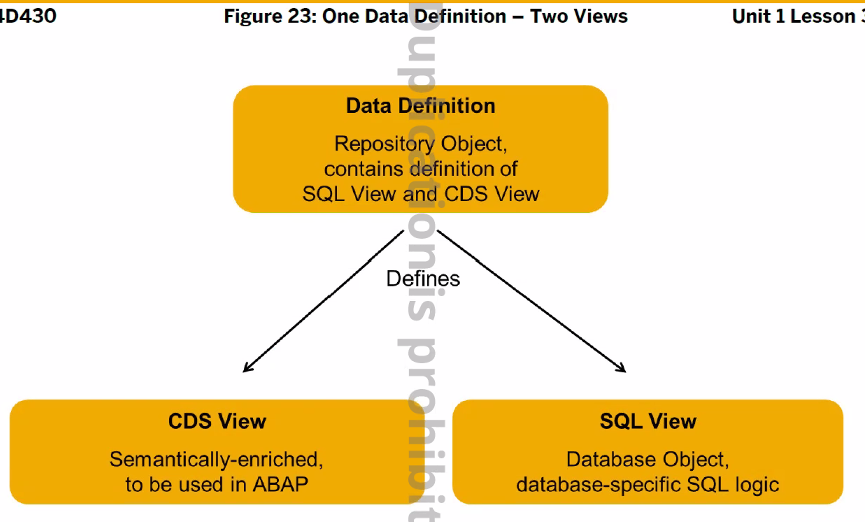 4D430 Figure 23: One Data Definition – Two Views Unit 1 Lesson 3
Data Definition
Repository Object,
contains definition of
SQL View and CDS View
Defines
CDS View
Semantically-enriched,
to be used in ABAP
SQL View
Database Object,
database-specific SQL logic
Duplication is prohibit